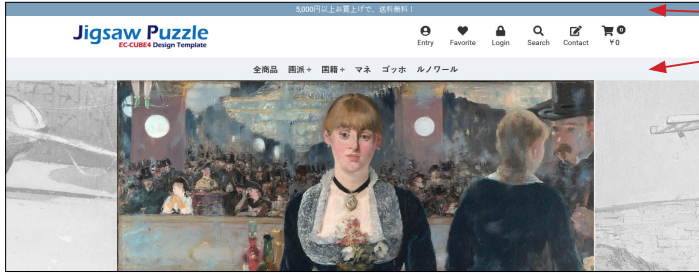 5,000円以上お買上げで、送料無料！
Jigsaw Puzzle
EC-CUBE4 Design Template
Entry
Favorite
Login
Search
Contact
0
￥0
全商品 画派+ 国籍+ マネ ゴッホ ルノワール